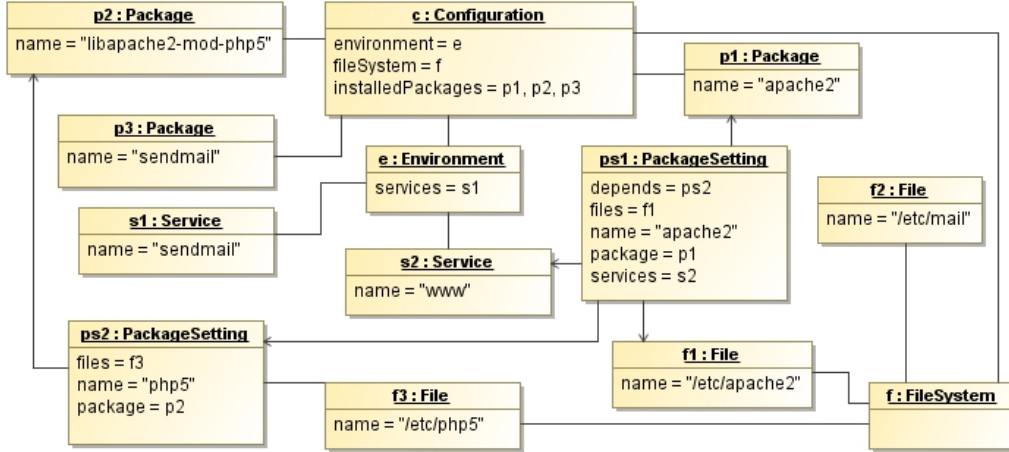 p2 : Package
name = "libapache2-mod-php5"
c : Configuration
environment = e
fileSystem = f
installedPackages = p1, p2, p3
p1 : Package
name = "apache2"
p3 : Package
name = "sendmail"
e : Environment
services = s1
ps1 : PackageSetting
depends = ps2
files = f1
name = "apache2"
package = p1
services = s2
f2 : File
name = "/etc/mail"
s1 : Service
name = "sendmail"
s2 : Service
name = "www"
ps2 : PackageSetting
files = f3
name = "php5"
package = p2
f1 : File
name = "/etc/apache2"
f3 : File
name = "/etc/php5"
f : FileSystem